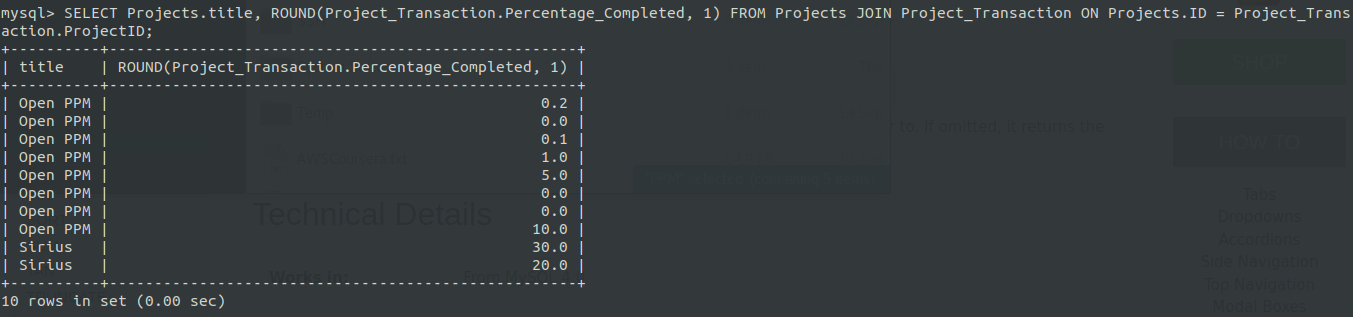 mysql> SELECT Projects.title, ROUND(Project_Transaction.Percentage_Completed, 1) FROM Projects JOIN Project_Transaction ON Projects.ID = Project_Trans
action.ProjectID;
+----------+----------------------------------------------------+
| title    | ROUND(Project_Transaction.Percentage_Completed, 1) |
+----------+----------------------------------------------------+
| Open PPM |                                                0.2 |
| Open PPM |                                                0.0 |
| Open PPM |                                                0.1 |
| Open PPM |                                                1.0 |
| Open PPM |                                                5.0 |
| Open PPM |                                                0.0 |
| Open PPM |                                                0.0 |
| Open PPM |                                               10.0 |
| Sirius   |                                               30.0 |
| Sirius   |                                               20.0 |
+----------+----------------------------------------------------+
10 rows in set (0.00 sec)
to. If omitted, it returns the
Technical Details
Works in:
From MySQL 4.
SHOP
HOW TO
Tabs
Dropdowns
Accordions
Side Navigation
Top Navigation
Modal Boxes